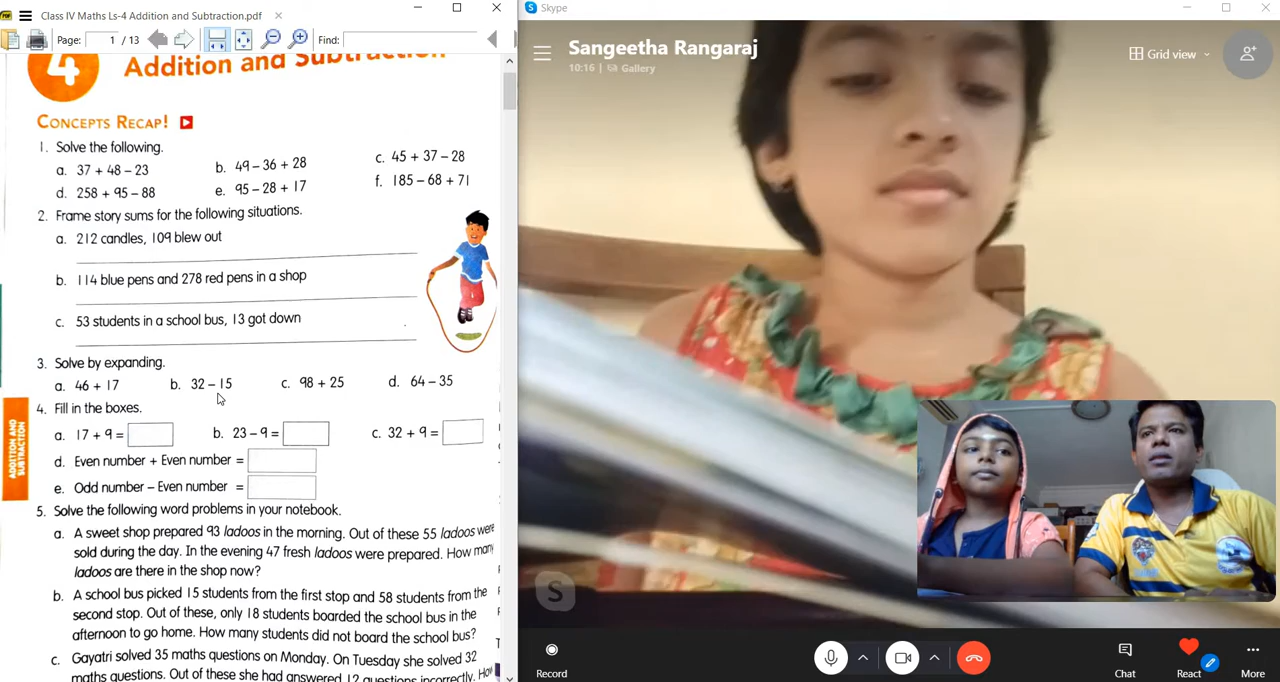 Class IV Maths Ls-4 Addition and Subtraction.pdf
Page: 1 / 13 Find:
4 Addition and Subtraction
CONCEPTS RECAP!
1. Solve the following.
a. 37 + 48 – 23 b. 49 – 36 + 28 c. 45 + 37 – 28
d. 258 + 95 – 88 e. 95 – 28 + 17 f. 185 – 68 + 71
2. Frame story sums for the following situations.
a. 212 candles, 109 blew out
b. 114 blue pens and 278 red pens in a shop
c. 53 students in a school bus, 13 got down
3. Solve by expanding.
a. 46 + 17 b. 32 – 15 c. 98 + 25 d. 64 – 35
4. Fill in the boxes.
a. 17 + 9 = b. 23 – 9 = c. 32 + 9 =
d. Even number + Even number =
e. Odd number – Even number =
ADDITION AND
SUBTRACTION
5. Solve the following word problems in your notebook.
a. A sweet shop prepared 93 ladoos in the morning. Out of these 55 ladoos were
sold during the day. In the evening 47 fresh ladoos were prepared. How many
ladoos are there in the shop now?
b. A school bus picked 15 students from the first stop and 58 students from the
second stop. Out of these, only 18 students boarded the school bus in the
afternoon to go home. How many students did not board the school bus?
c. Gayatri solved 35 maths questions on Monday. On Tuesday she solved 32
maths questions. Out of these she had answered 12 questions incorrectly.
Skype
Sangeetha Rangaraj
10:16 | Gallery
Grid view
Record
Chat
React
More